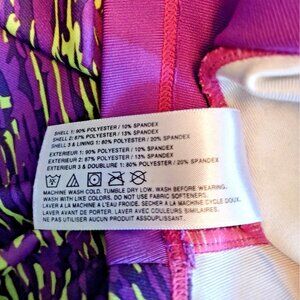 SHELL 1: 90% POLYESTER / 10% SPANDEX
SHELL 2: 87% POLYESTER / 13% SPANDEX
SHELL 3 & LINING 1: 80% POLYESTER / 20% SPANDEX
EXTERIEUR 1: 90% POLYESTER / 10% SPANDEX
EXTERIEUR 2: 87% POLYESTER / 13% SPANDEX
EXTERIEUR 3 & DOUBLURE 1: 80% POLYESTER / 20% SPANDEX
MACHINE WASH COLD. TUMBLE DRY LOW. WASH BEFORE WEARING.
WASH WITH LIKE COLORS. DO NOT USE FABRIC SOFTENERS.
LAVER A LA MACHINE A L'EAU FROIDE. SÉCHER A LA MACHINE CYCLE DOUX.
LAVER AVANT DE PORTER. LAVER AVEC COULEURS SIMILAIRES.
NE PAS UTILISER AUCUN PRODUIT ASSOUPLISSANT.